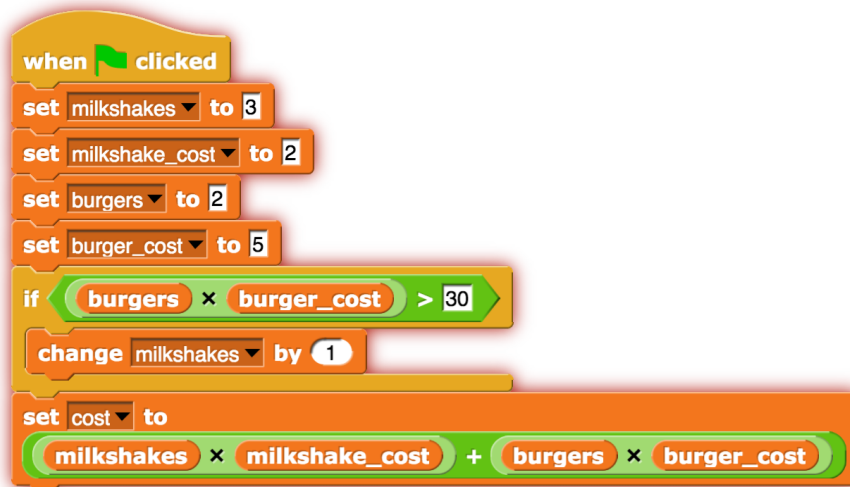 when clicked
set milkshakes to 3
set milkshake_cost to 2
set burgers to 2
set burger_cost to 5
if burgers × burger_cost > 30
change milkshakes by 1
set cost to
milkshakes × milkshake_cost + burgers × burger_cost